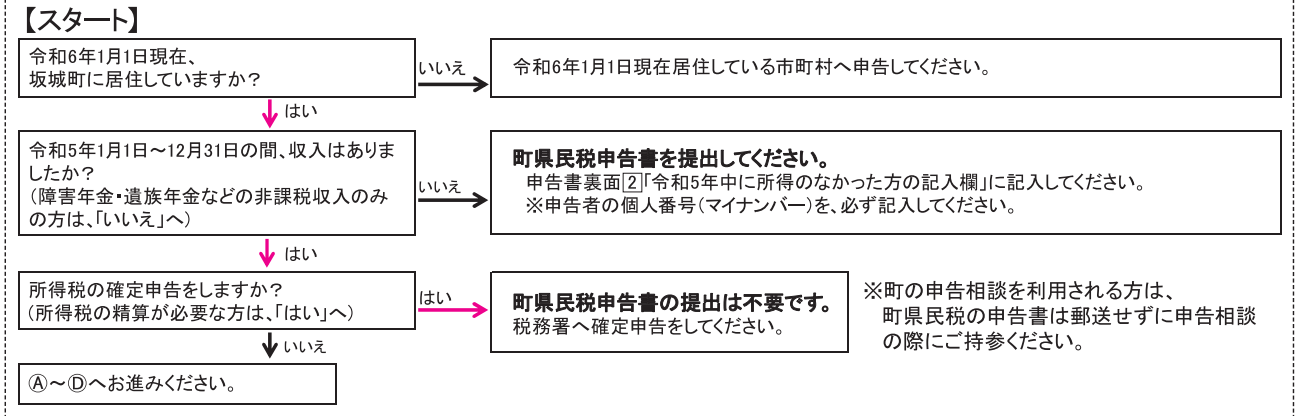 【スタート】
令和6年1月1日現在、
坂城町に居住していますか？
いいえ
令和6年1月1日現在居住している市町村へ申告してください。
はい
令和5年1月1日～12月31日の間、収入はありま
したか？
（障害年金・遺族年金などの非課税収入のみ
の方は、「いいえ」へ）
いいえ
町県民税申告書を提出してください。
申告書裏面2「令和5年中に所得のなかった方の記入欄」に記入してください。
※申告者の個人番号（マイナンバー）を、必ず記入してください。
はい
所得税の確定申告をしますか？
（所得税の精算が必要な方は、「はい」へ）
はい
町県民税申告書の提出は不要です。
税務署へ確定申告をしてください。
※町の申告相談を利用される方は、
町県民税の申告書は郵送せずに申告相談
の際にご持参ください。
いいえ
Ⓐ～Ⓓへお進みください。